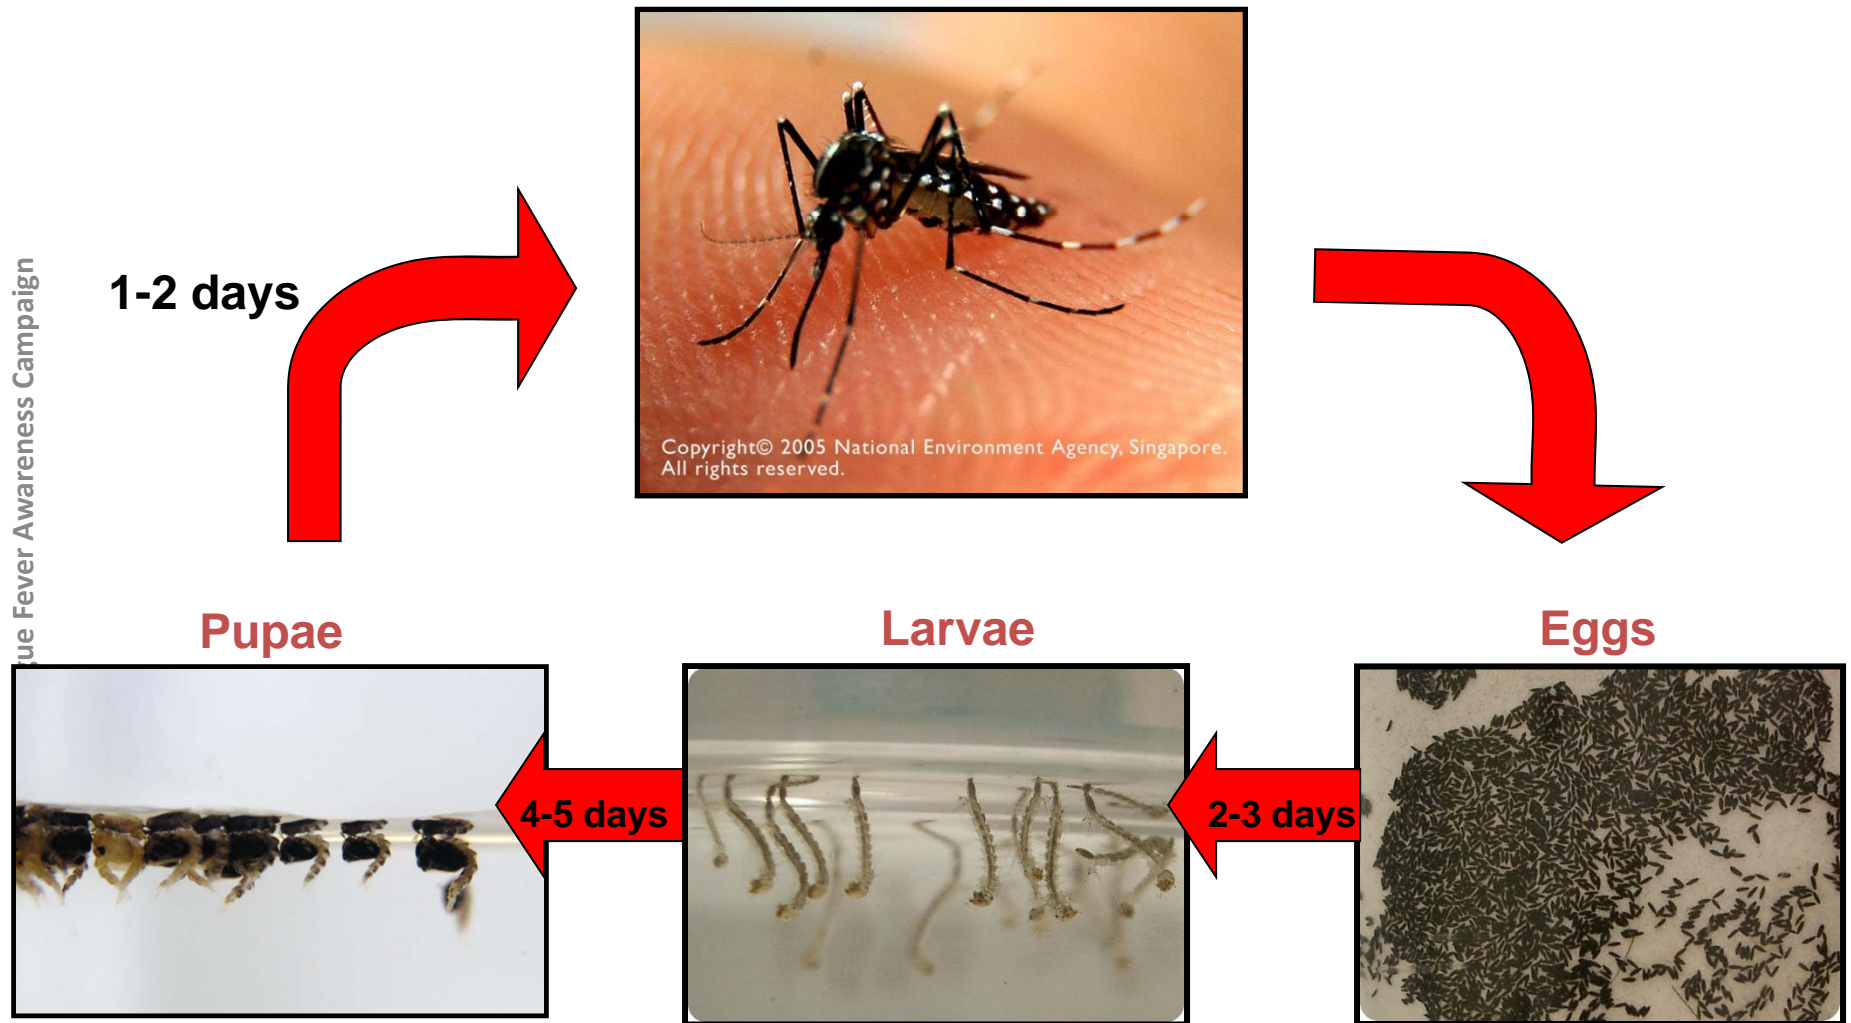 1-2 days
Copyright© 2005 National Environment Agency, Singapore.
All rights reserved.
Fever Awareness Campaign
Pupae
Larvae
Eggs
4-5 days
2-3 days